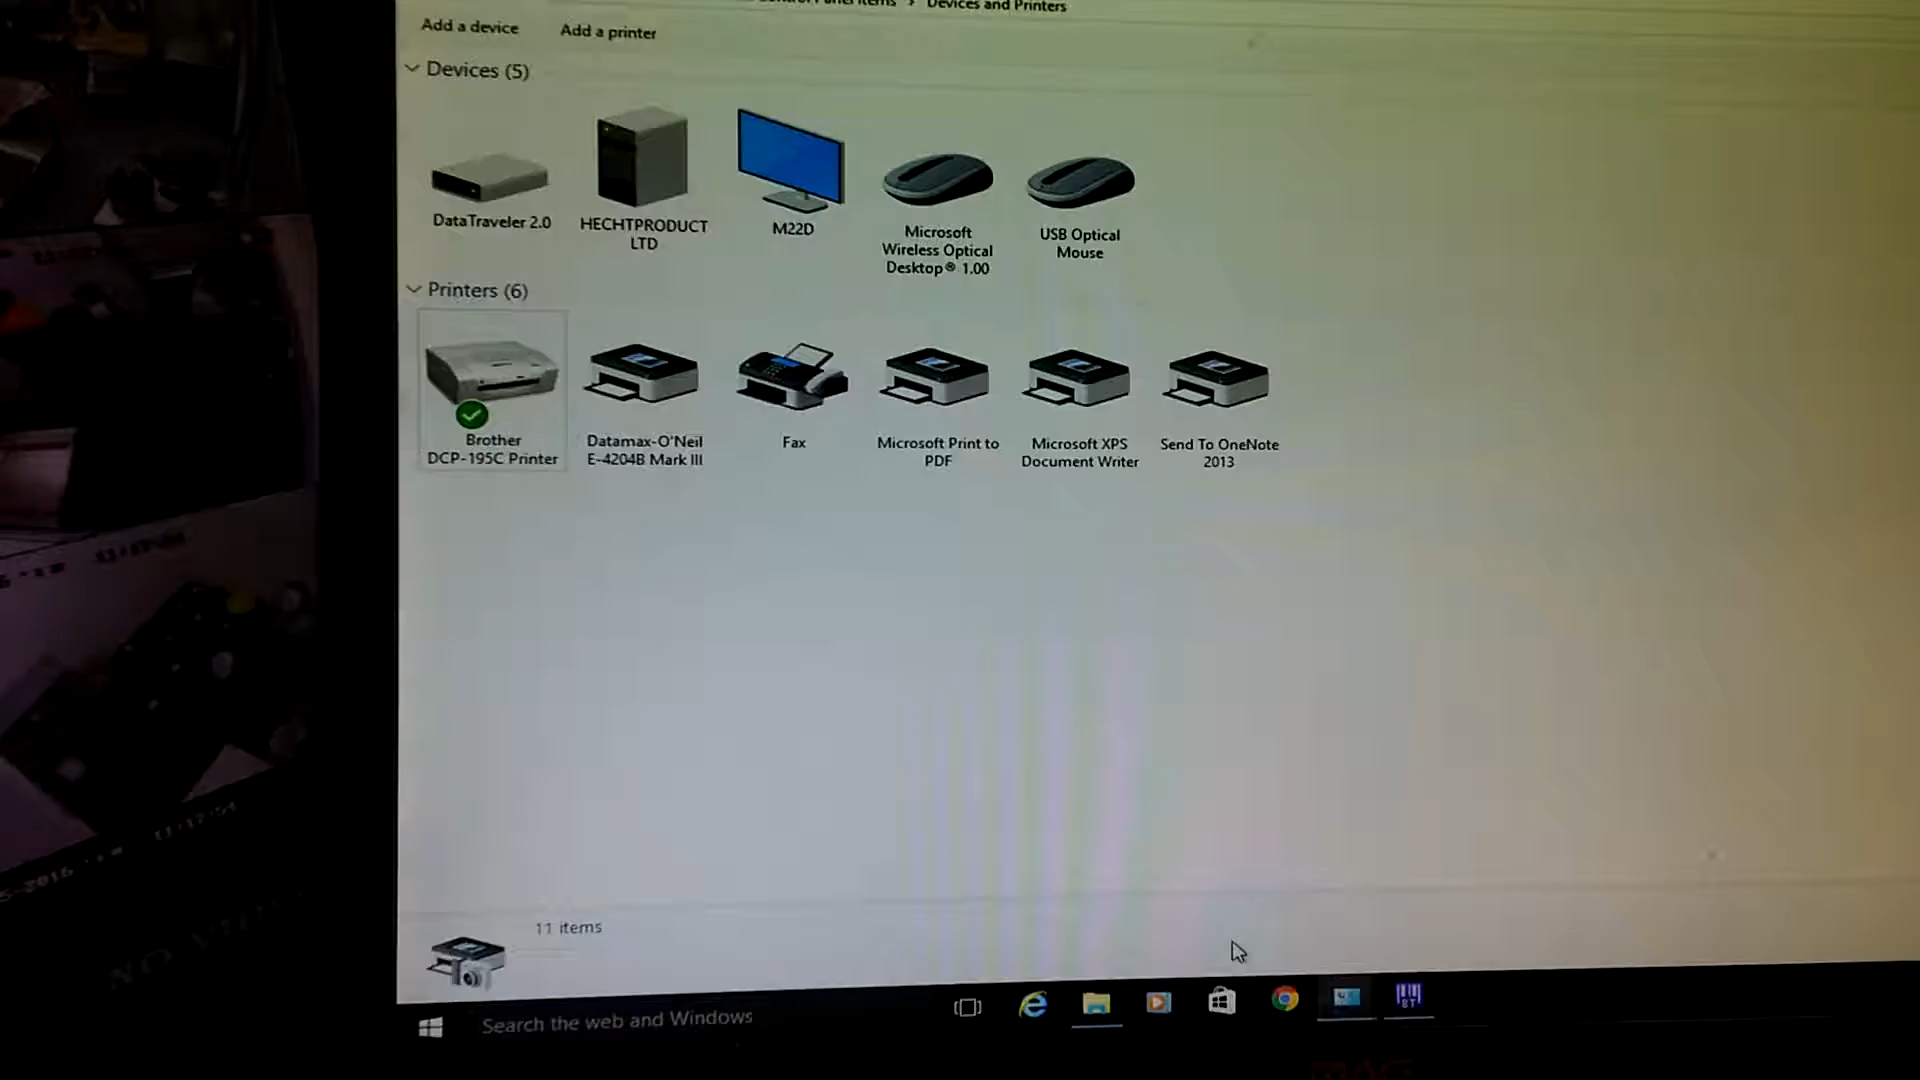 Devices and Printers
Add a device Add a printer
Devices (5)
DataTraveler 2.0
HECHTPRODUCT
LTD
M22D
Microsoft
Wireless Optical
Desktop® 1.00
USB Optical
Mouse
Printers (6)
Brother
DCP-195C Printer
Datamax-O'Neil
E-4204B Mark III
Fax
Microsoft Print to
PDF
Microsoft XPS
Document Writer
Send To OneNote
2013
11 items
Search the web and Windows
BT